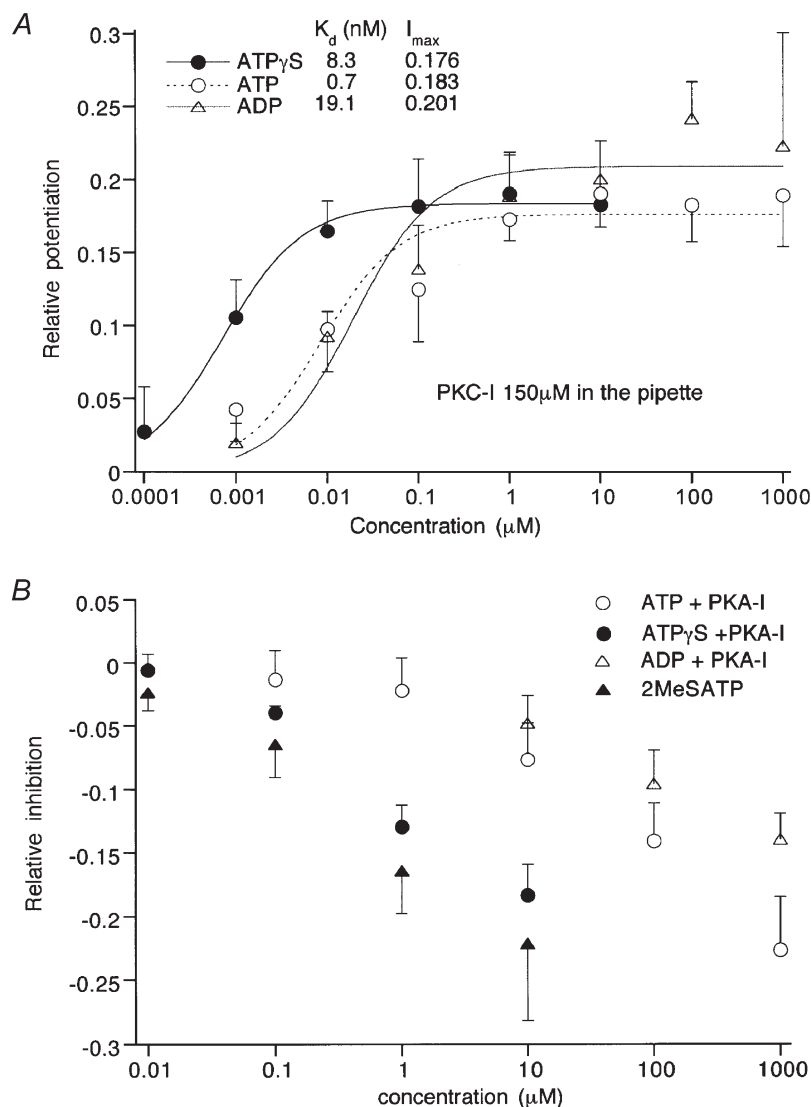 A
K_d (nM) I_max
ATPγS 8.3 0.176
ATP 0.7 0.183
ADP 19.1 0.201
0.3
0.25
0.2
0.15
0.1
0.05
0
Relative potentiation
PKC-I 150μM in the pipette
0.0001 0.001 0.01 0.1 1 10 100 1000
Concentration (μM)
B
ATP + PKA-I
ATPγS +PKA-I
ADP + PKA-I
2MeSATP
0.05
0
-0.05
-0.1
-0.15
-0.2
-0.25
-0.3
Relative inhibition
0.01 0.1 1 10 100 1000
concentration (μM)